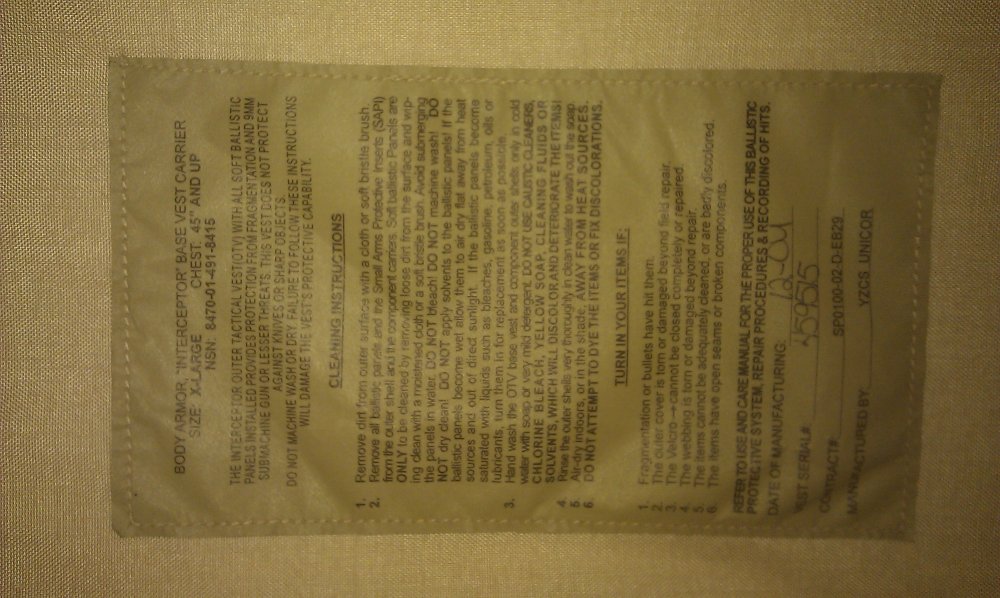 BODY ARMOR, "INTERCEPTOR" BASE VEST CARRIER
SIZE: X-LARGE CHEST: 45" AND UP
NSN: 8470-01-491-8415
THE INTERCEPTOR OUTER TACTICAL VEST(OTV) WITH ALL SOFT BALLISTIC
PANELS INSTALLED PROVIDES PROTECTION FROM FRAGMENTATION AND 9MM
SUBMACHINE GUN OR LESSER THREATS. THIS VEST DOES NOT PROTECT
AGAINST KNIVES OR SHARP OBJECTS.
DO NOT MACHINE WASH OR DRY. FAILURE TO FOLLOW THESE INSTRUCTIONS
WILL DAMAGE THE VEST'S PROTECTIVE CAPABILITY.
CLEANING INSTRUCTIONS
1. Remove dirt from outer surface with a cloth or soft bristle brush.
2. Remove all ballistic panels and the Small Arms Protective Inserts (SAPI)
from the outer shell and the component carriers. Soft ballistic Panels are
ONLY to be cleaned by removing loose dirt from the surface and wip-
ing clean with a moistened cloth or a soft bristle brush. Avoid submerging
the panels in water. DO NOT bleach! DO NOT machine wash! DO
NOT dry clean! DO NOT apply solvents to the ballistic panels! If the
ballistic panels become wet allow them to air dry flat away from heat
sources and out of direct sunlight. If the ballistic panels become
saturated with liquids such as bleaches, gasoline, petroleum, oils or
lubricants, turn them in for replacement as soon as possible.
3. Hand wash the OTV base vest and component outer shells only in cold
water with soap or very mild detergent. DO NOT USE CAUSTIC CLEANERS,
CHLORINE BLEACH, YELLOW SOAP, CLEANING FLUIDS OR
SOLVENTS, WHICH WILL DISCOLOR AND DETERIORATE THE ITEMS!
4. Rinse the outer shells very thoroughly in clean water to wash out the soap.
5. Air-dry indoors, or in the shade, AWAY FROM HEAT SOURCES.
6. DO NOT ATTEMPT TO DYE THE ITEMS OR FIX DISCOLORATIONS.
TURN IN YOUR ITEMS IF:
1. Fragmentation or bullets have hit them.
2. The outer cover is torn or damaged beyond field repair.
3. The Velcro cannot be closed completely or repaired.
4. The webbing is torn or damaged beyond repair.
5. The items cannot be adequately cleaned, or are badly discolored.
6. The items have open seams or broken components.
REFER TO USE AND CARE MANUAL FOR THE PROPER USE OF THIS BALLISTIC
PROTECTIVE SYSTEM, REPAIR PROCEDURES & RECORDING OF HITS.
DATE OF MANUFACTURING: 12-04
VEST SERIAL#
CONTRACT#: SP0100-02-D-EB29
MANUFACTURED BY YZCS UNICOR